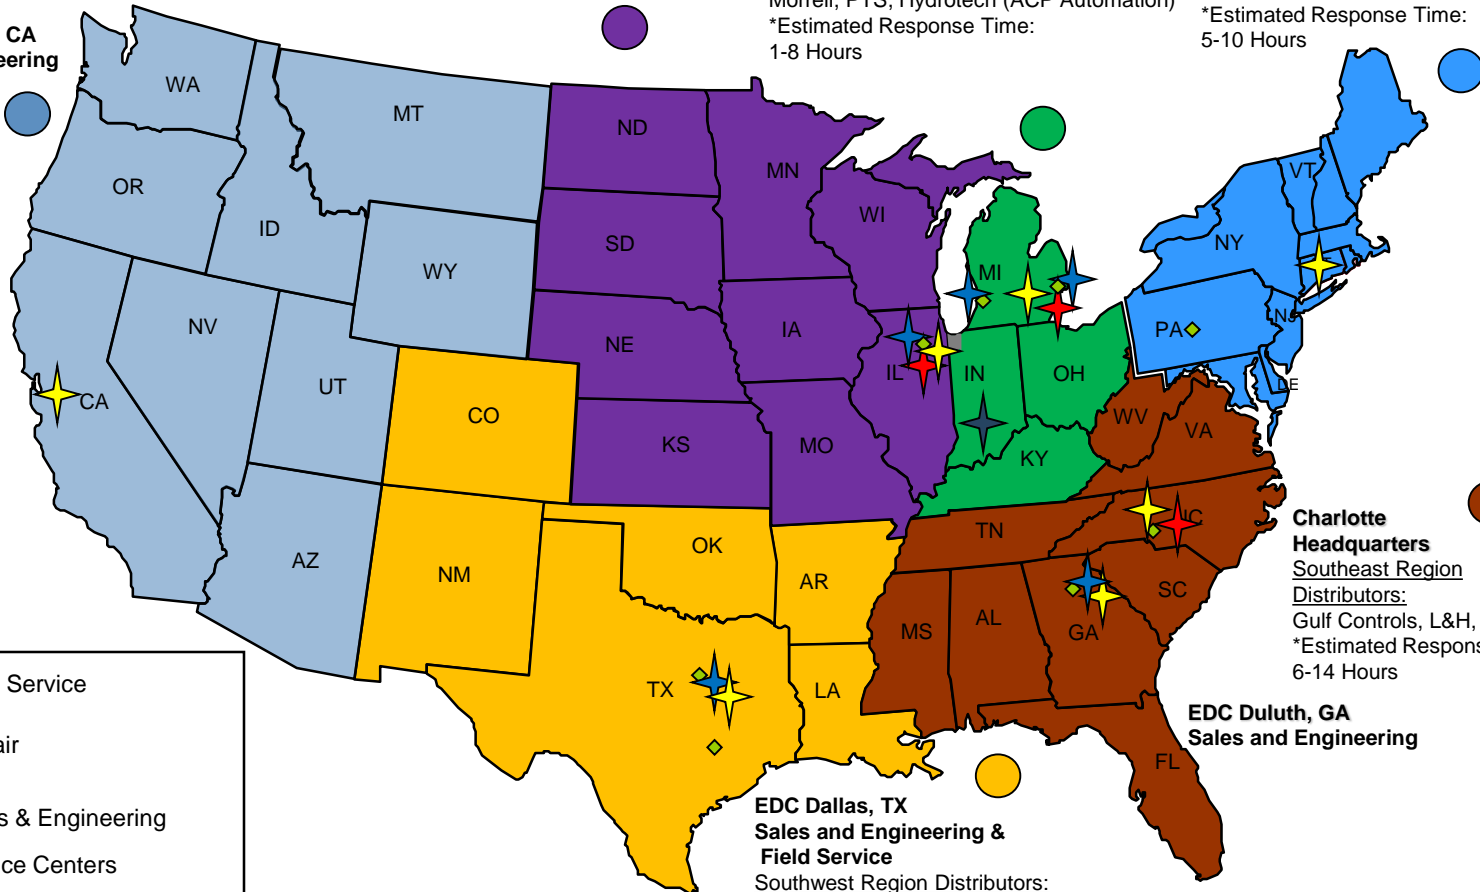 CA
Morrell, PTS, Hydrotech (ACP Automation)
*Estimated Response Time:
1-8 Hours
*Estimated Response Time:
5-10 Hours
WA
MT
ND
MN
OR
ID
WY
SD
WI
MI
VT
NY
NV
UT
CO
NE
IA
IL
IN
OH
PA
NJ
DE
CA
KS
MO
KY
WV
VA
AZ
NM
OK
AR
TN
NC
SC
TX
LA
MS
AL
GA
FL
Charlotte
Headquarters
Southeast Region
Distributors:
Gulf Controls, L&H,
*Estimated
6-14 Hours
EDC Duluth, GA
Sales and Engineering
EDC Dallas, TX
Sales and Engineering &
Field Service
Southwest Region Distributors:
Service
& Engineering
Centers